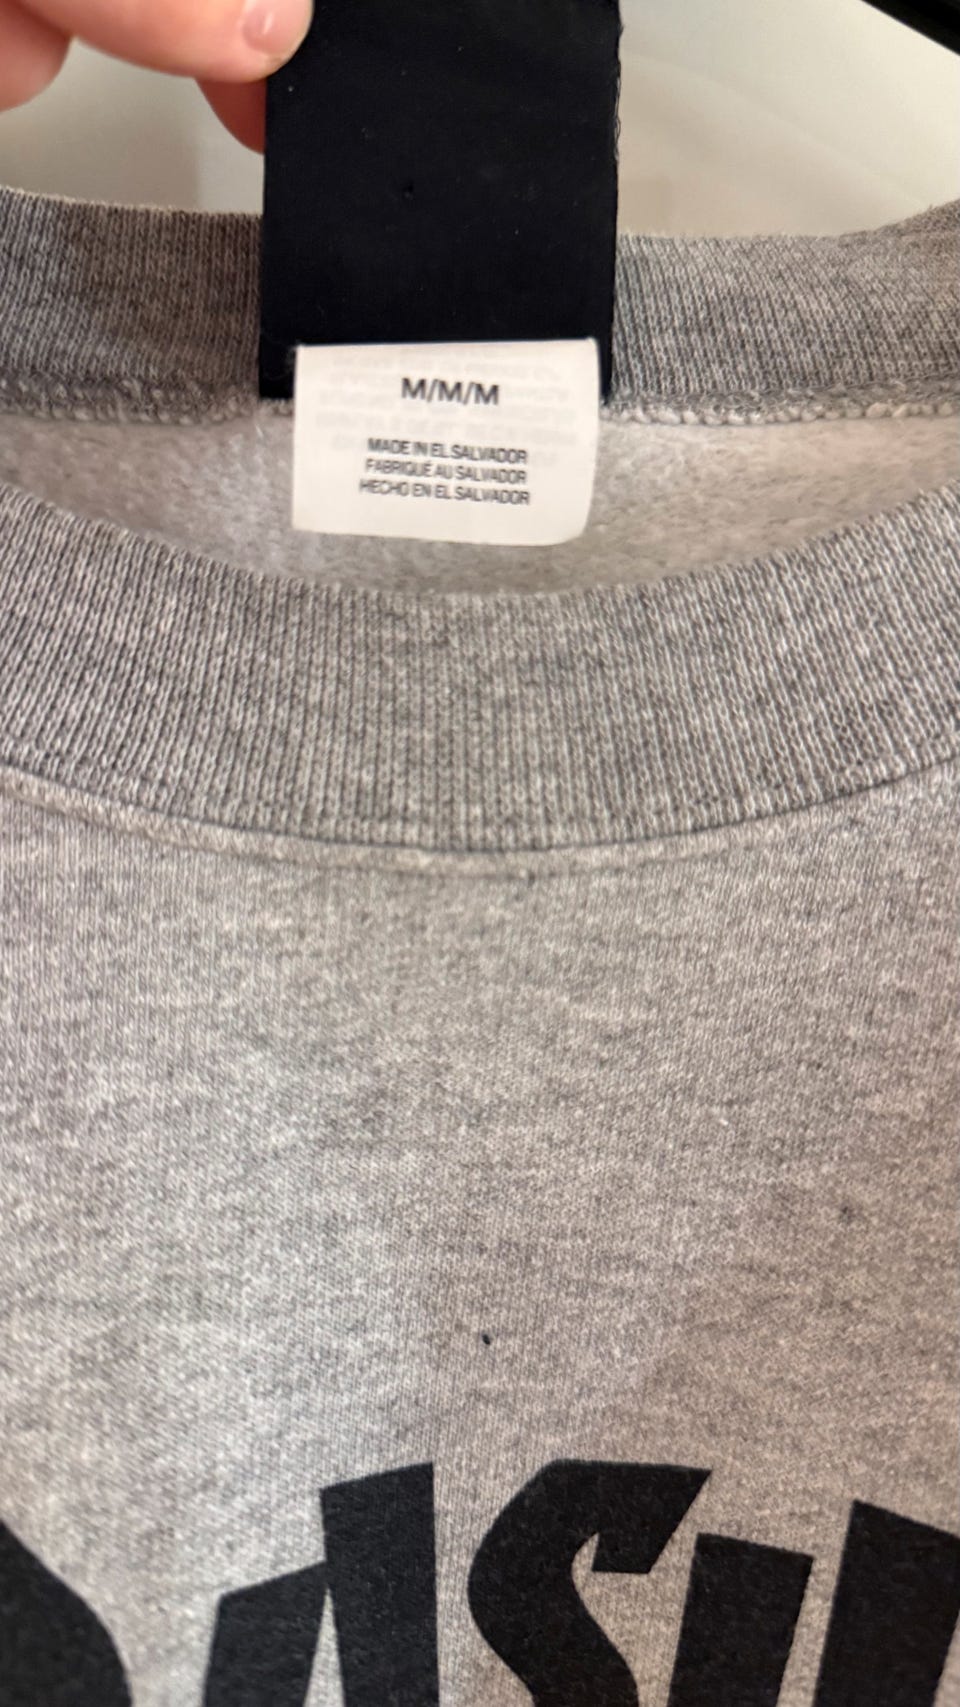 M/M/M
MADE IN EL SALVADOR
FABRIQUÉ AU SALVADOR
HECHO EN EL SALVADOR